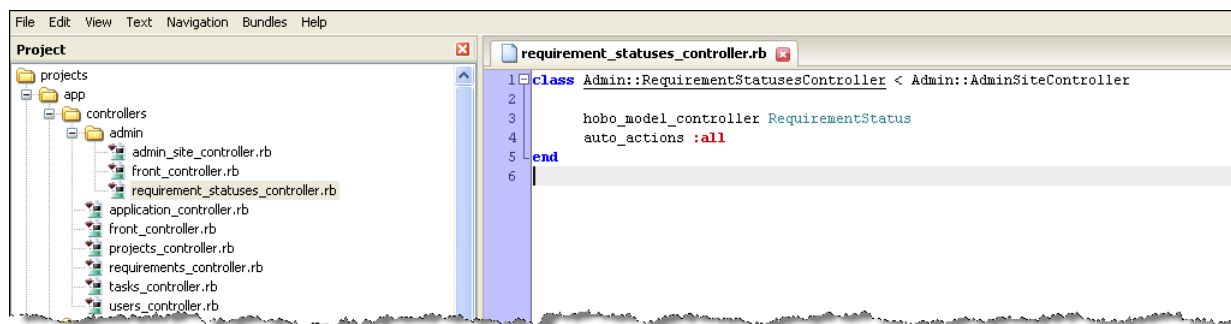 File Edit View Text Navigation Bundles Help
Project
projects
app
controllers
admin
admin_site_controller.rb
front_controller.rb
requirement_statuses_controller.rb
application_controller.rb
front_controller.rb
projects_controller.rb
requirements_controller.rb
tasks_controller.rb
users_controller.rb
requirement_statuses_controller.rb
1 class Admin::RequirementStatusesController < Admin::AdminSiteController
2
3 hobo_model_controller RequirementStatus
4 auto_actions :all
5 end
6